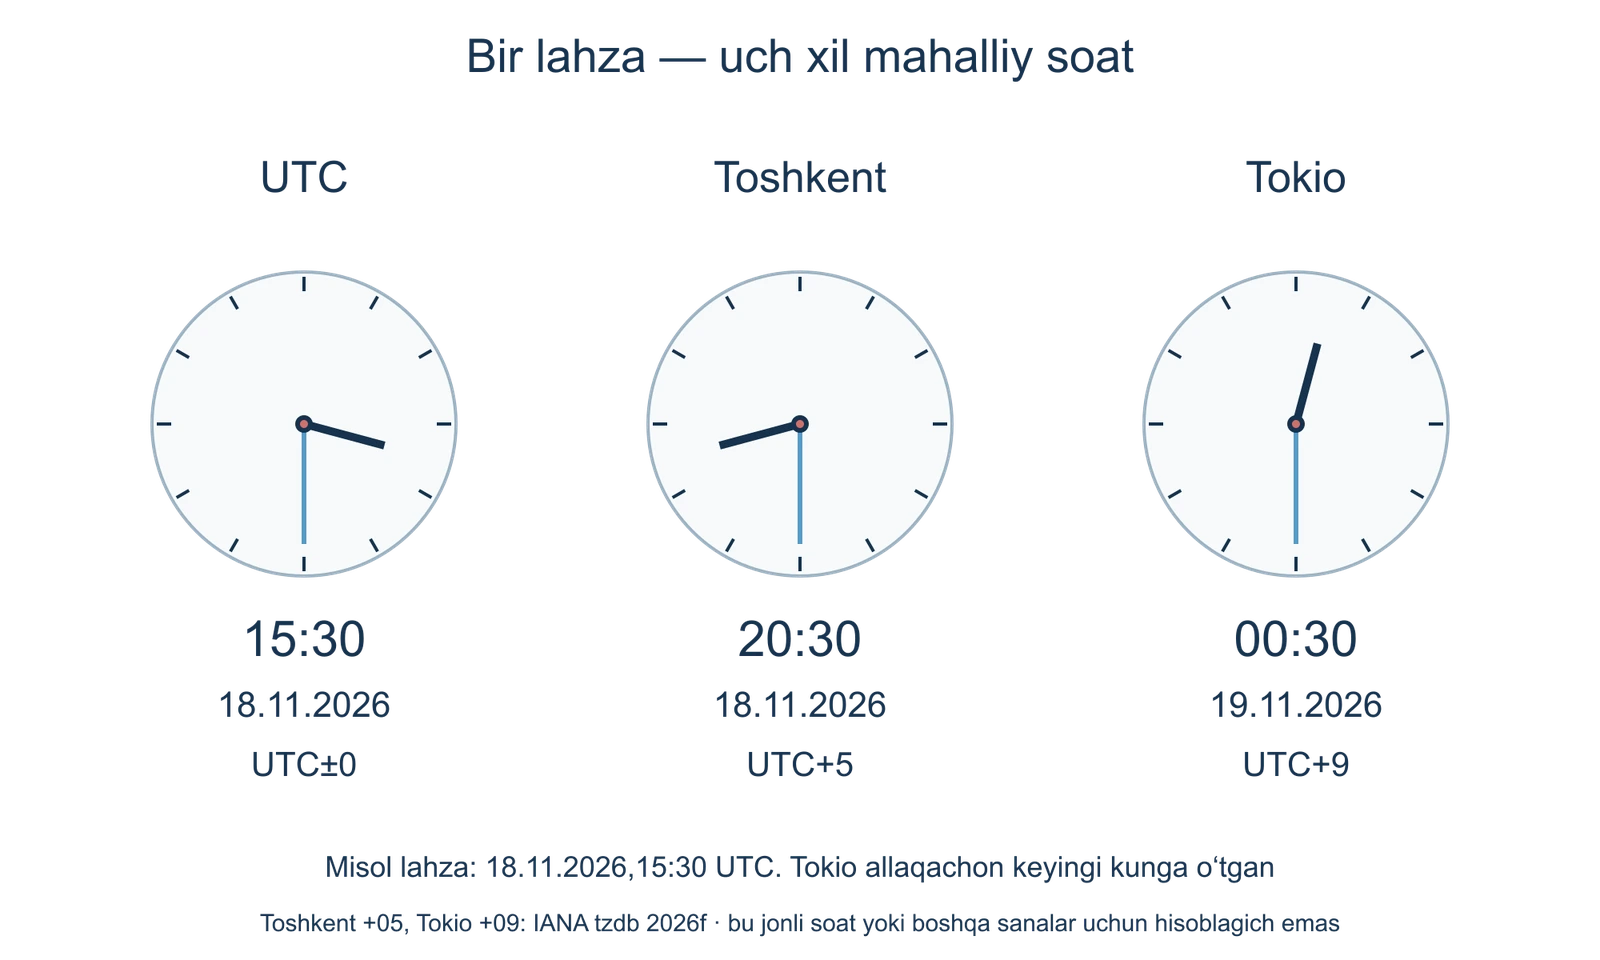 Bir lahza — uch xil mahalliy soat
UTC
Toshkent
Tokio
15:30
20:30
00:30
18.11.2026
18.11.2026
19.11.2026
UTC±0
UTC+5
UTC+9
Misol lahza: 18.11.2026,15:30 UTC. Tokio allaqachon keyingi kunga oʻtgan
Toshkent +05, Tokio +09: IANA tzdb 2026f · bu jonli soat yoki boshqa sanalar uchun hisoblagich emas